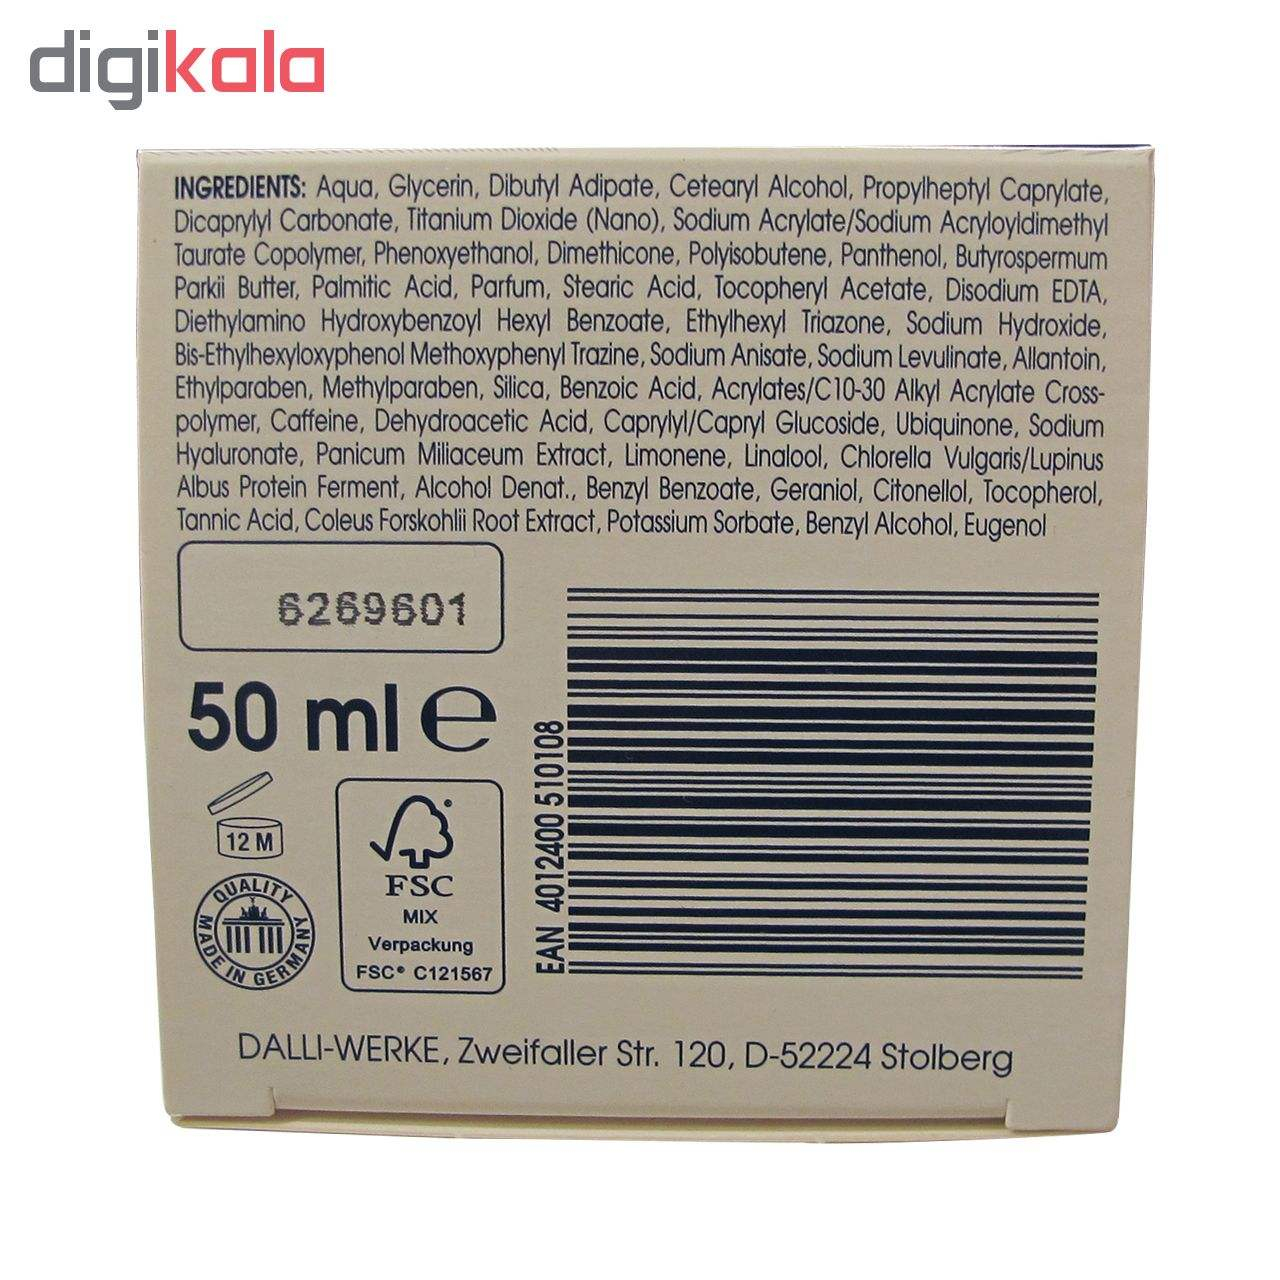 digikala
INGREDIENTS: Aqua, Glycerin, Dibutyl Adipate, Cetearyl Alcohol, Propylheptyl Caprylate,
Dicaprylyl Carbonate, Titanium Dioxide (Nano), Sodium Acrylate/Sodium Acryloyldimethyl
Taurate Copolymer, Phenoxyethanol, Dimethicone, Polyisobutene, Panthenol, Butyrospermum
Parkii Butter, Palmitic Acid, Parfum, Stearic Acid, Tocopheryl Acetate, Disodium EDTA,
Diethylamino Hydroxybenzoyl Hexyl Benzoate, Ethylhexyl Triazone, Sodium Hydroxide,
Bis-Ethylhexyloxyphenol Methoxyphenyl Trazine, Sodium Anisate, Sodium Levulinate, Allantoin,
Ethylparaben, Methylparaben, Silica, Benzoic Acid, Acrylates/C10-30 Alkyl Acrylate Cross-
polymer, Caffeine, Dehydroacetic Acid, Caprylyl/Capryl Glucoside, Ubiquinone, Sodium
Hyaluronate, Panicum Miliaceum Extract, Limonene, Linalool, Chlorella Vulgaris/Lupinus
Albus Protein Ferment, Alcohol Denat., Benzyl Benzoate, Geraniol, Citonellol, Tocopherol,
Tannic Acid, Coleus Forskohlii Root Extract, Potassium Sorbate, Benzyl Alcohol, Eugenol
6269601
50 ml e
EAN 4012400 510108
12 M
FSC®
MIX
Verpackung
FSC® C121567
QUALITY
MADE IN GERMANY
DALLI-WERKE, Zweifaller Str. 120, D-52224 Stolberg